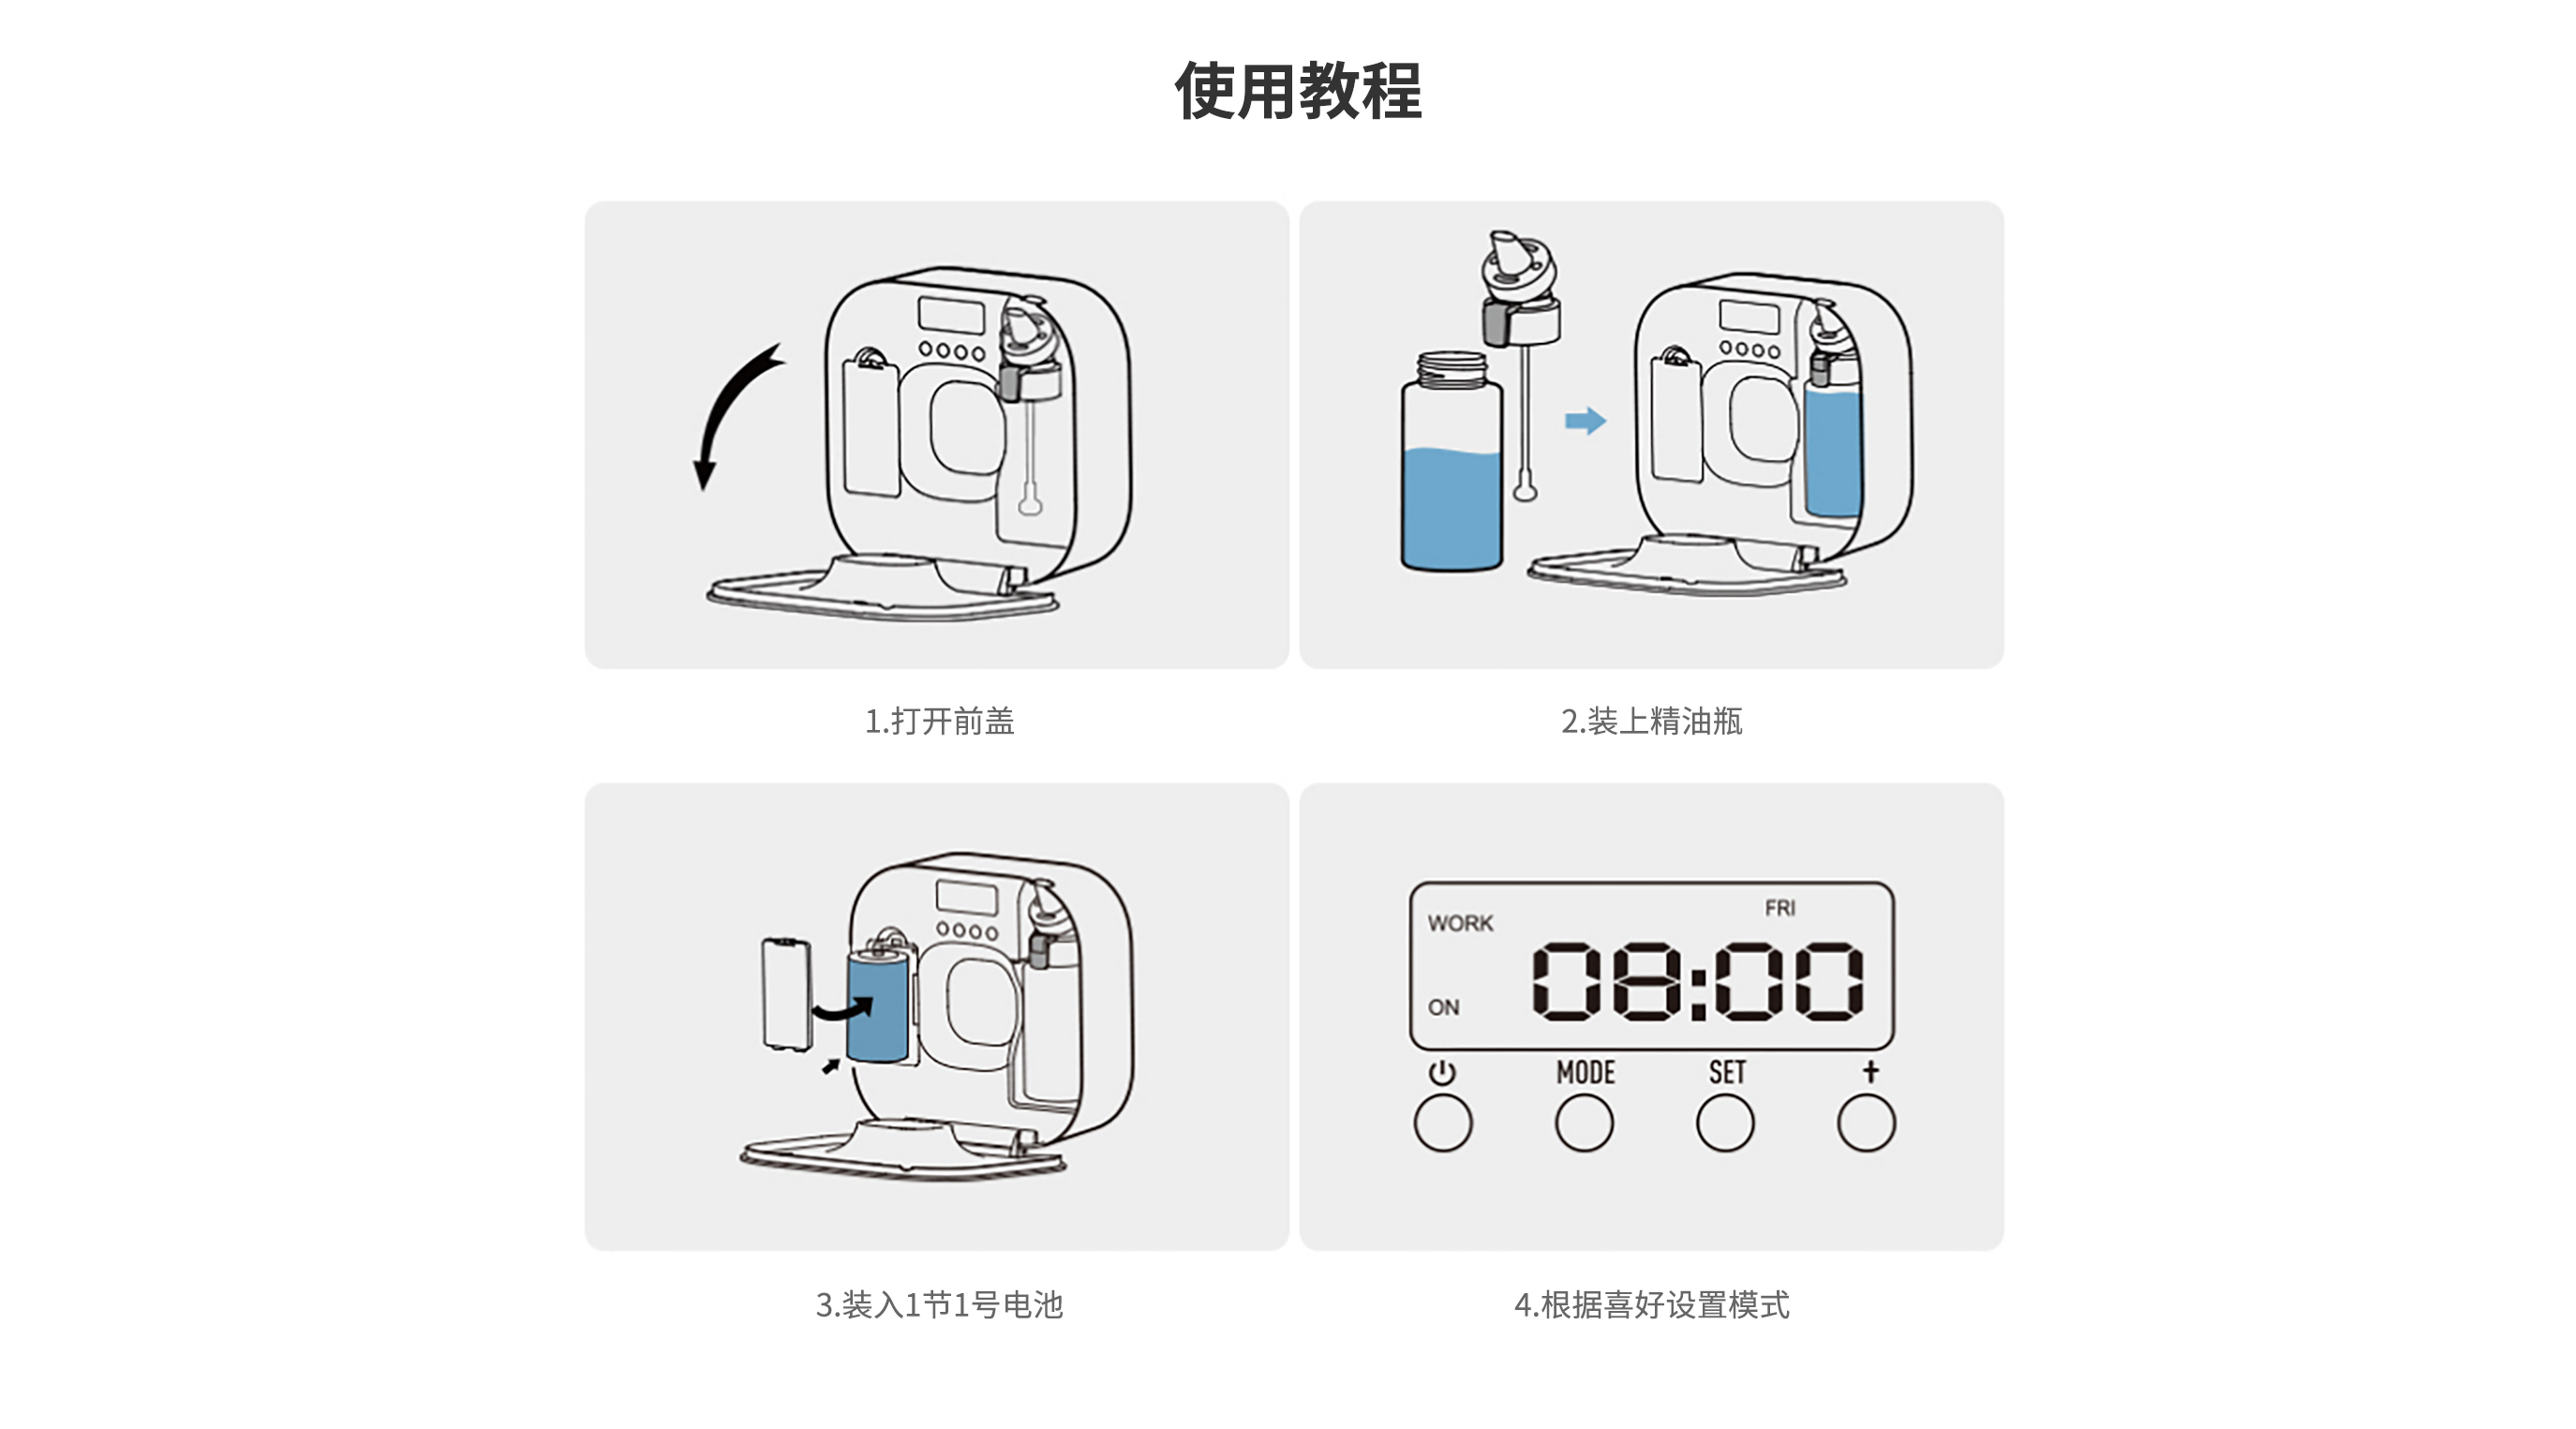 使用教程
1.打开前盖
2.装上精油瓶
WORK
FRI
08:00
ON
MODE
SET
+
3.装入1节1号电池
4.根据喜好设置模式